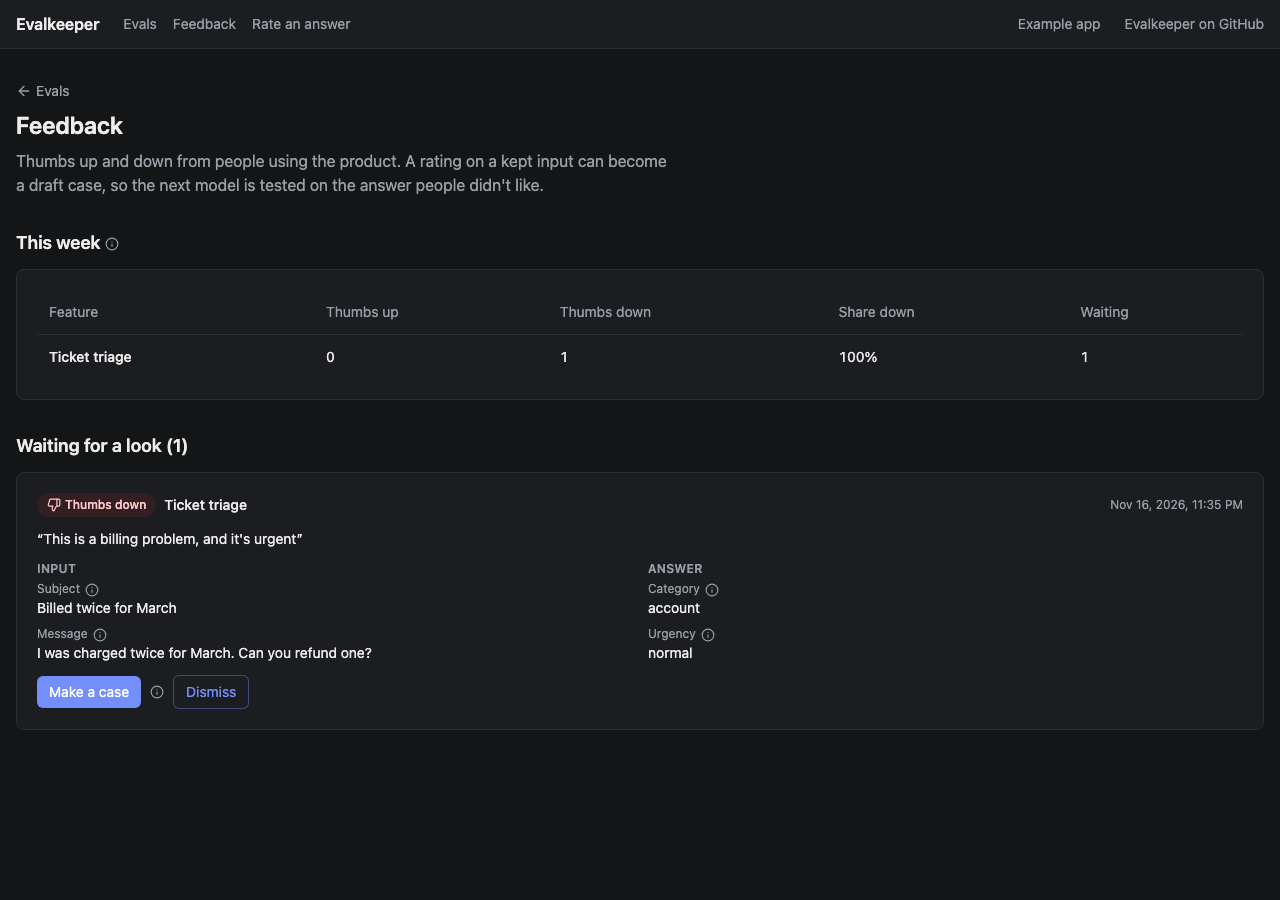 Evalkeeper Evals Feedback Rate an answer Example app Evalkeeper on GitHub
Evals
Feedback
Thumbs up and down from people using the product. A rating on a kept input can become
a draft case, so the next model is tested on the answer people didn't like.
This week
Feature Thumbs up Thumbs down Share down Waiting
Ticket triage 0 1 100% 1
Waiting for a look (1)
Thumbs down Ticket triage Nov 16, 2026, 11:35 PM
“This is a billing problem, and it's urgent”
INPUT
Subject
Billed twice for March
Message
I was charged twice for March. Can you refund one?
ANSWER
Category
account
Urgency
normal
Make a case Dismiss